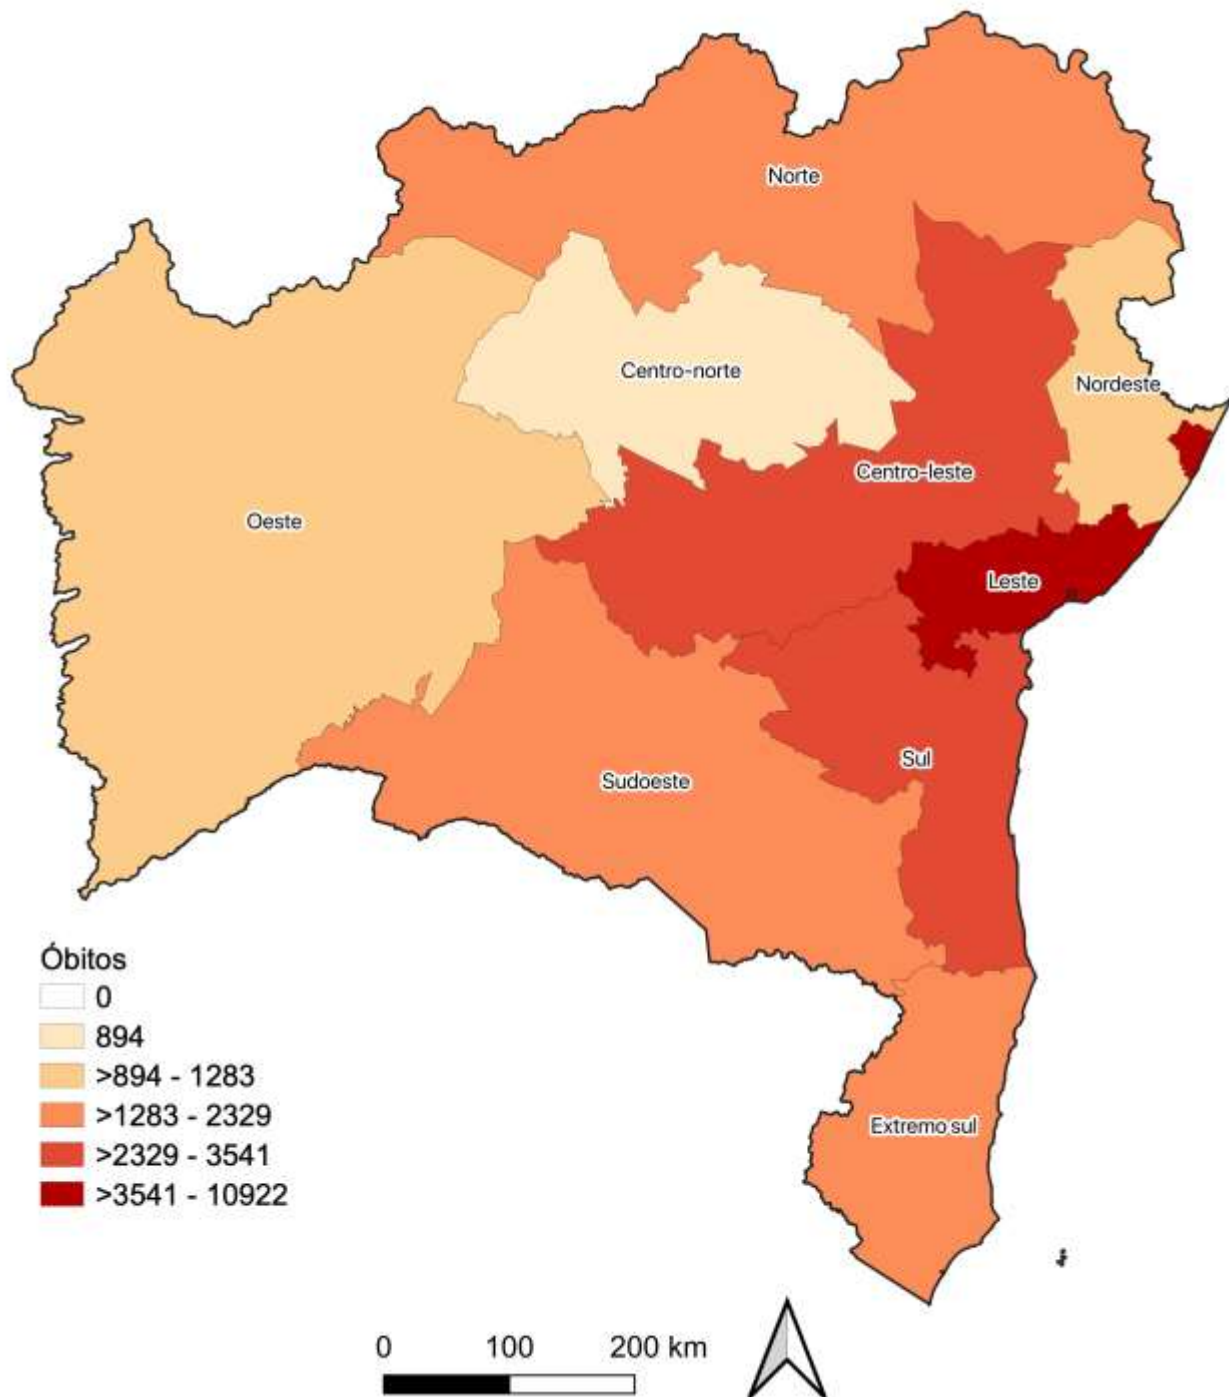 Norte
Centro-norte
Nordeste
Centro-leste
Oeste
Leste
Sul
Sudoeste
Extremo sul
Óbitos
0
894
>894 - 1283
>1283 - 2329
>2329 - 3541
>3541 - 10922
0 100 200 km